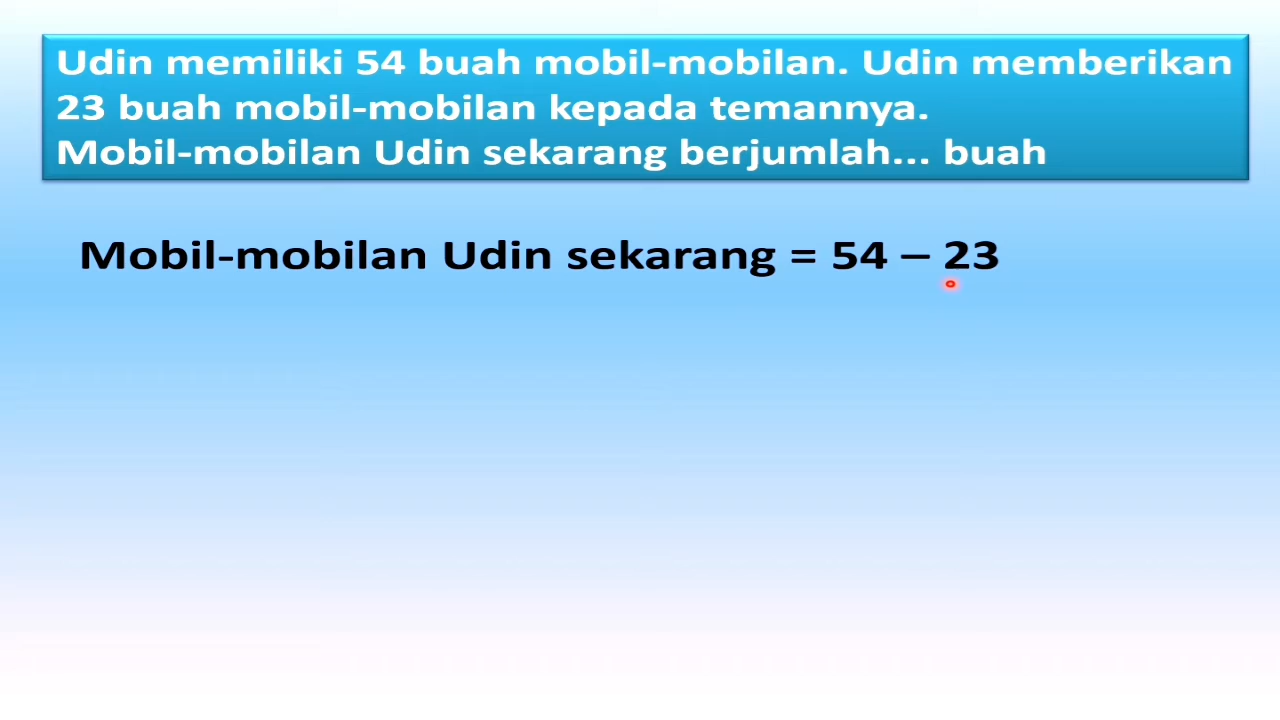 Udin memiliki 54 buah mobil-mobilan. Udin memberikan
23 buah mobil-mobilan kepada temannya.
Mobil-mobilan Udin sekarang berjumlah... buah
Mobil-mobilan Udin sekarang = 54 – 23